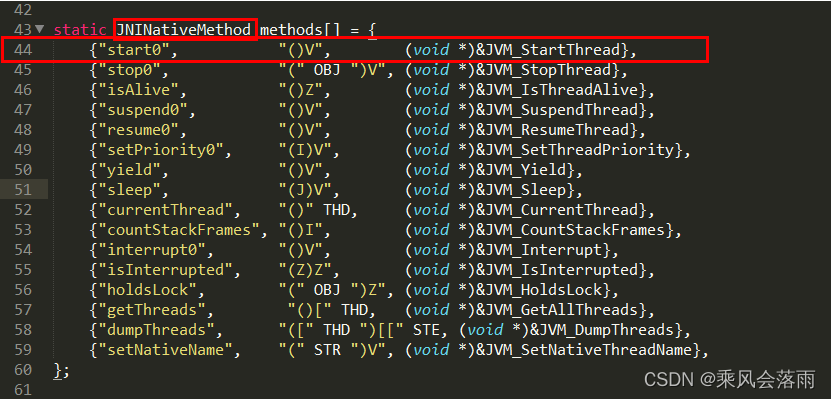 42
43 static JNINativeMethod methods[] = {
44 {"start0", "()V", (void *)&JVM_StartThread},
45 {"stop0", "(" OBJ ")V", (void *)&JVM_StopThread},
46 {"isAlive", "()Z", (void *)&JVM_IsThreadAlive},
47 {"suspend0", "()V", (void *)&JVM_SuspendThread},
48 {"resume0", "()V", (void *)&JVM_ResumeThread},
49 {"setPriority0", "(I)V", (void *)&JVM_SetThreadPriority},
50 {"yield", "()V", (void *)&JVM_Yield},
51 {"sleep", "(J)V", (void *)&JVM_Sleep},
52 {"currentThread", "()" THD, (void *)&JVM_CurrentThread},
53 {"countStackFrames", "()I", (void *)&JVM_CountStackFrames},
54 {"interrupt0", "()V", (void *)&JVM_Interrupt},
55 {"isInterrupted", "(Z)Z", (void *)&JVM_IsInterrupted},
56 {"holdsLock", "(" OBJ ")Z", (void *)&JVM_HoldsLock},
57 {"getThreads", "()[" THD, (void *)&JVM_GetAllThreads},
58 {"dumpThreads", "([" THD ")[[" STE, (void *)&JVM_DumpThreads},
59 {"setNativeName", "(" STR ")V", (void *)&JVM_SetNativeThreadName},
60 };
61
CSDN @乘风会落雨